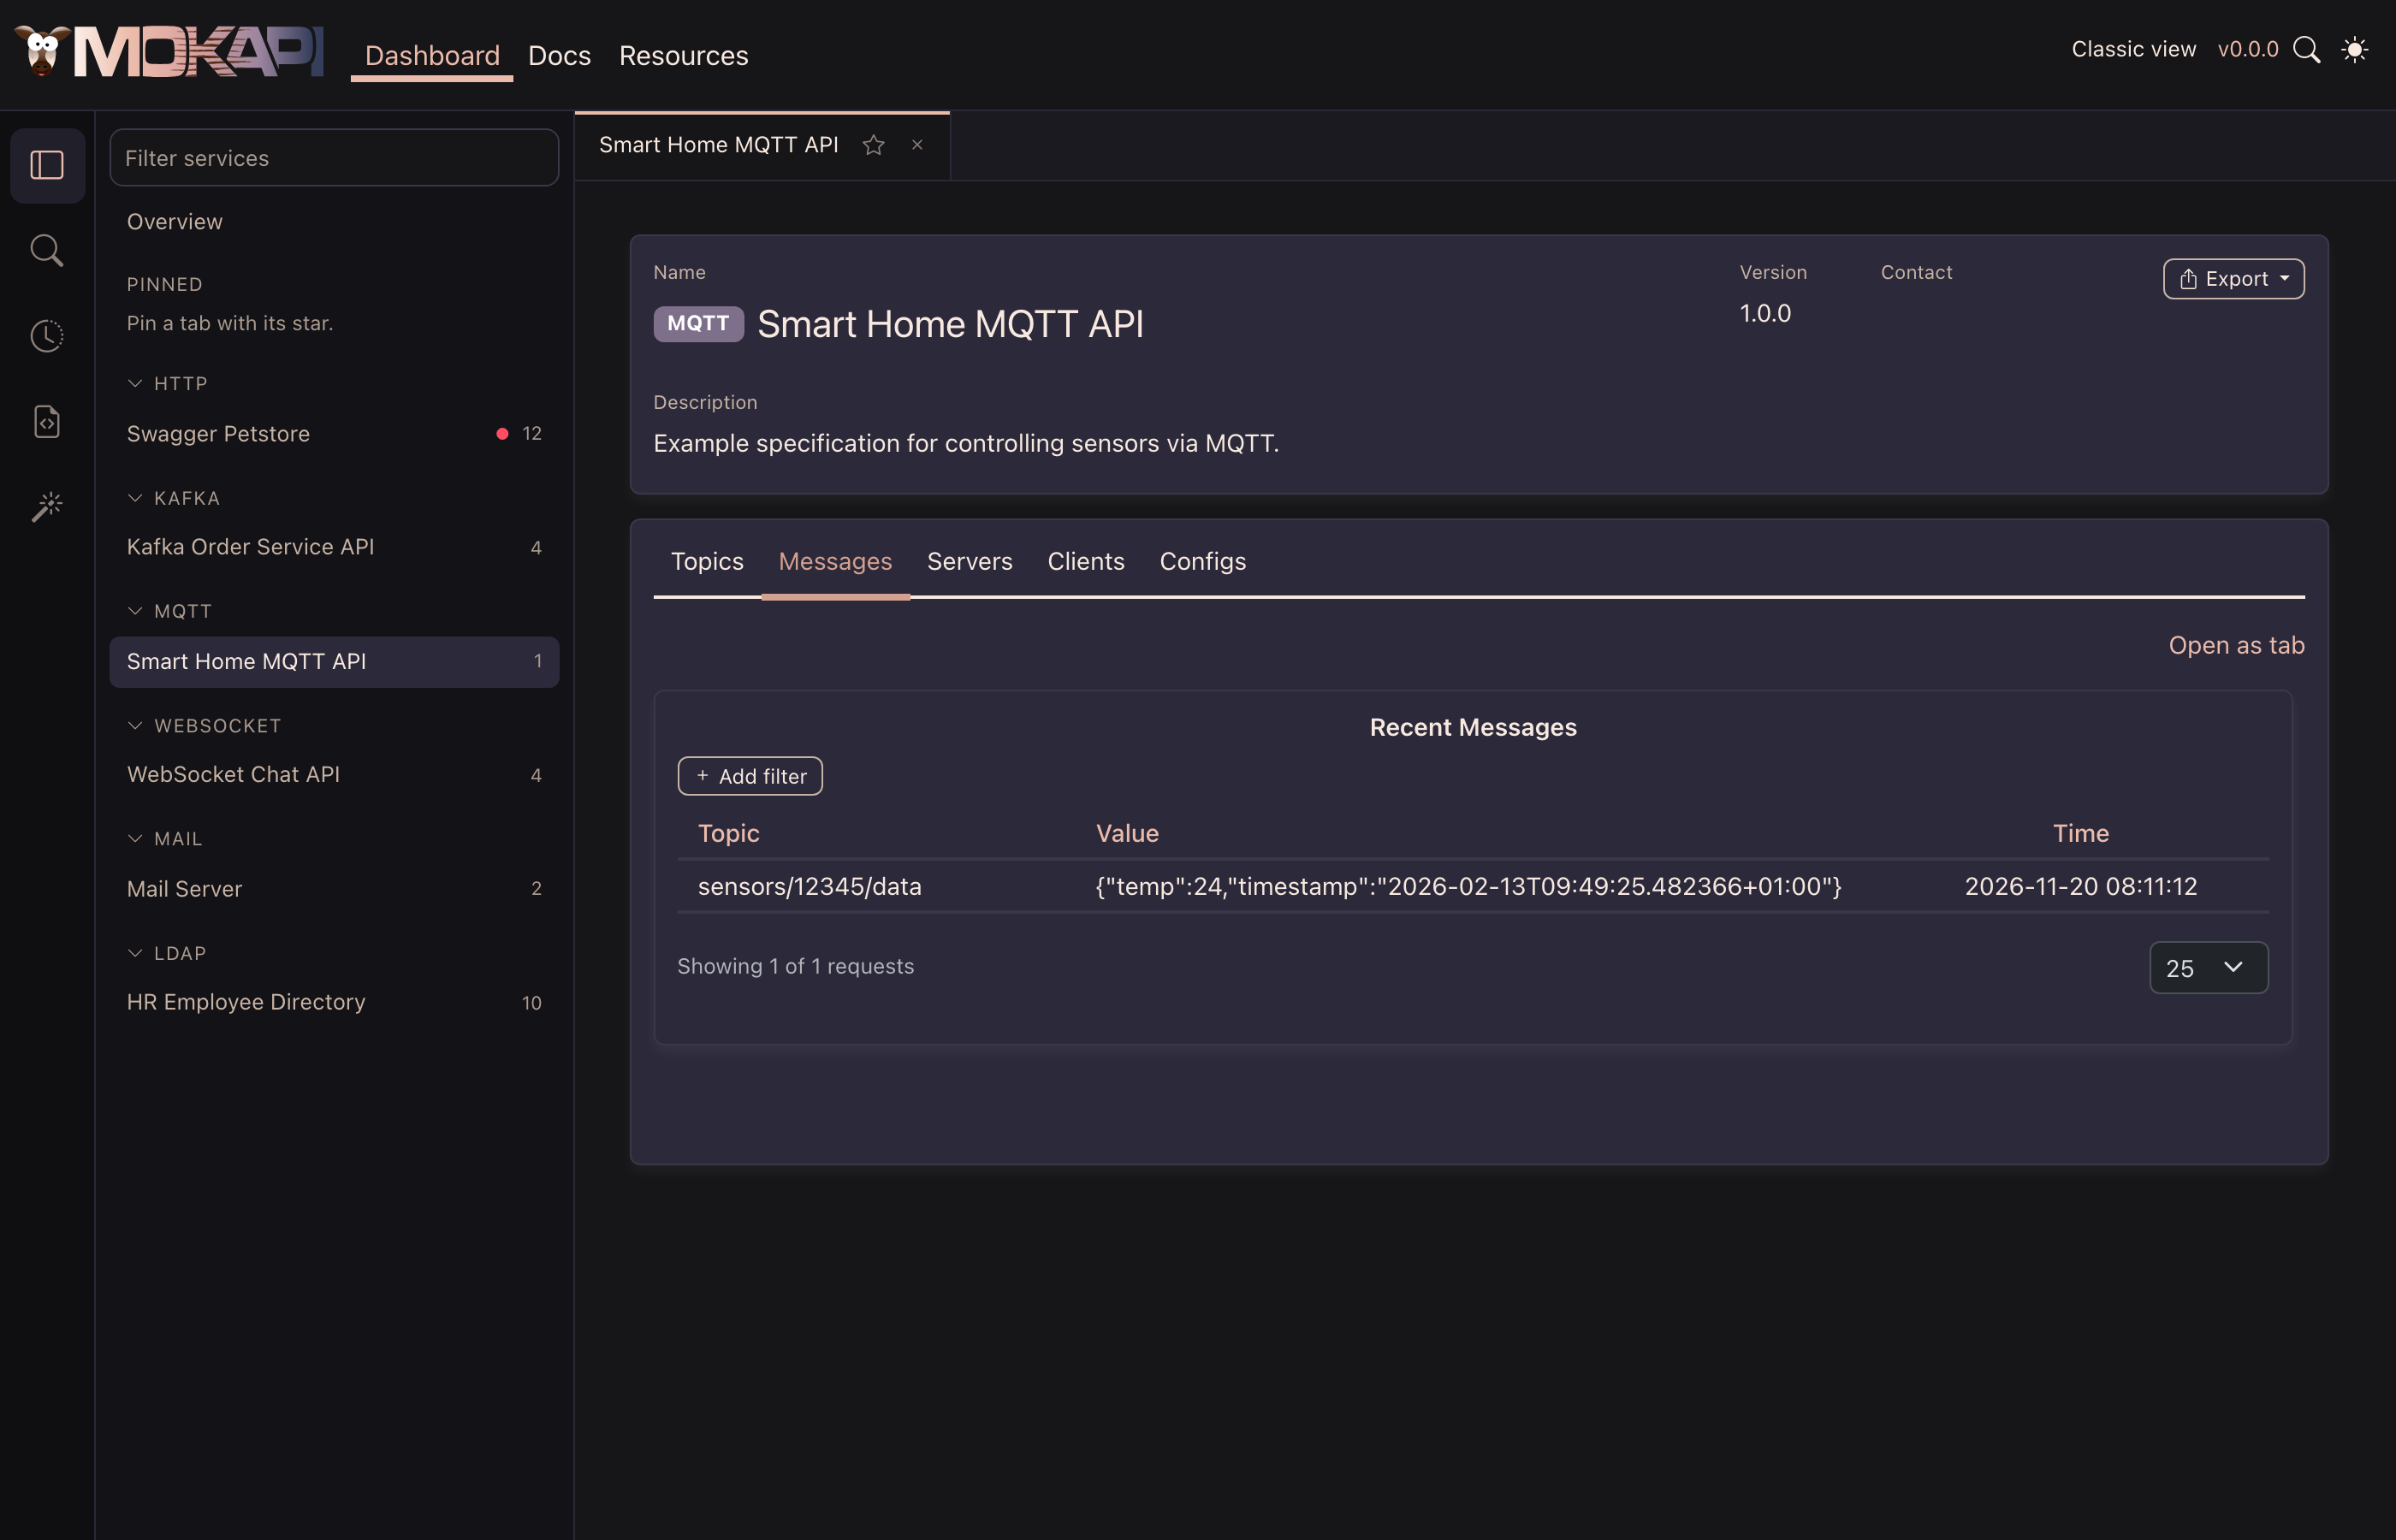 MOKAPI
Dashboard Docs Resources
Classic view v0.0.0
Filter services
Overview
PINNED
Pin a tab with its star.
HTTP
Swagger Petstore 12
KAFKA
Kafka Order Service API 4
MQTT
Smart Home MQTT API 1
WEBSOCKET
WebSocket Chat API 4
MAIL
Mail Server 2
LDAP
HR Employee Directory 10
Smart Home MQTT API
Name Version Contact
Export
MQTT Smart Home MQTT API
1.0.0
Description
Example specification for controlling sensors via MQTT.
Topics Messages Servers Clients Configs
Open as tab
Recent Messages
+ Add filter
Topic Value Time
sensors/12345/data {"temp":24,"timestamp":"2026-02-13T09:49:25.482366+01:00"} 2026-11-20 08:11:12
Showing 1 of 1 requests
25